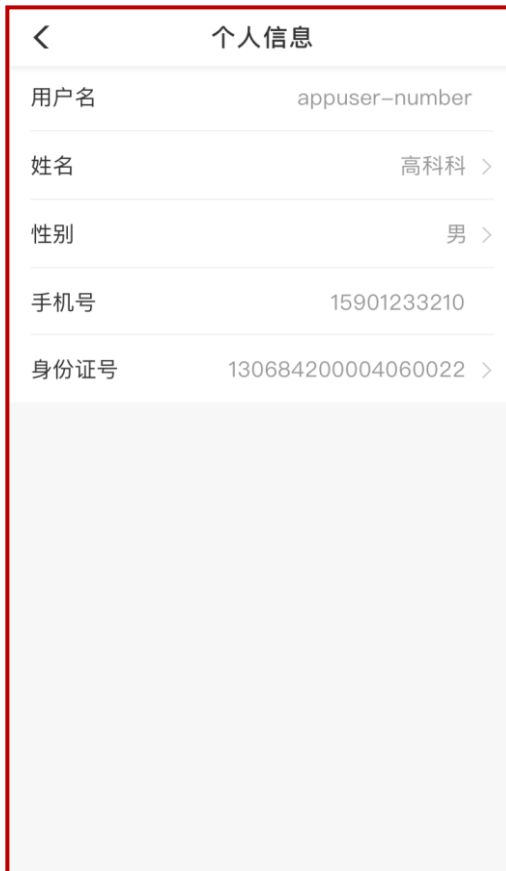 个人信息
用户名 appuser-number
姓名 高科科
性别 男
手机号 15901233210
身份证号 130684200004060022